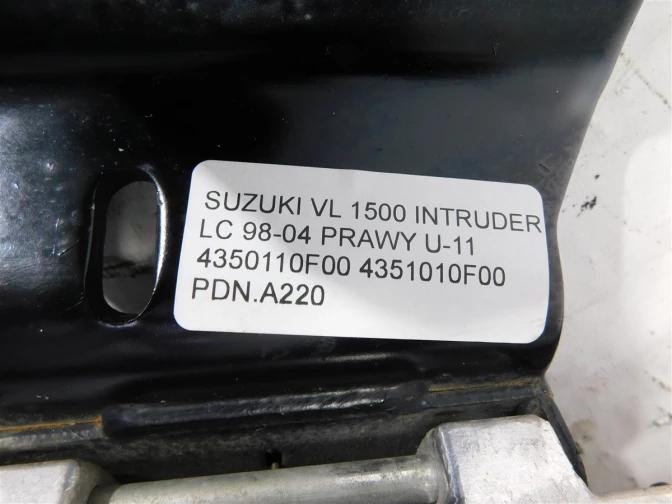 SUZUKI VL 1500 INTRUDER
LC 98-04 PRAWY U-11
4350110F00 4351010F00
PDN.A220